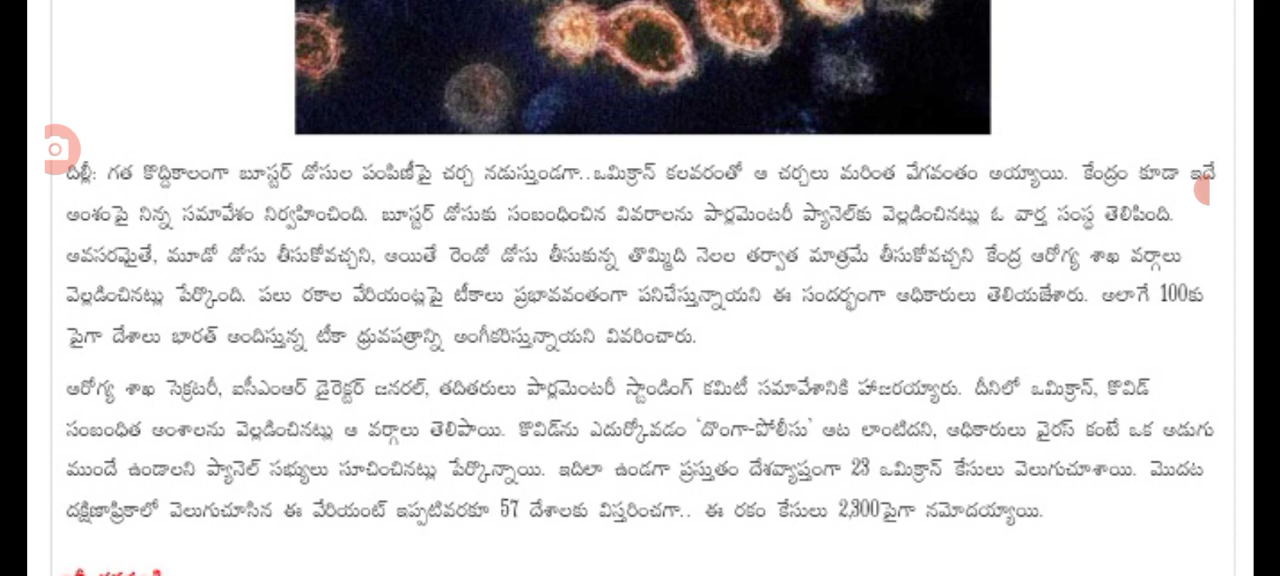 దిల్లీ: గత కొద్దికాలంగా బూస్టర్ డోసుల పంపిణీపై చర్చ నడుస్తుండగా..ఒమిక్రాన్ కలవరంతో ఆ చర్చలు మరింత వేగవంతం అయ్యాయి. కేంద్రం కూడా ఇదే
అంశంపై నిన్న సమావేశం నిర్వహించింది. బూస్టర్ డోసుకు సంబంధించిన వివరాలను పార్లమెంటరీ ప్యానెల్‌కు వెల్లడించినట్లు ఓ వార్త సంస్థ తెలిపింది.
అవసరమైతే, మూడో డోసు తీసుకోవచ్చని, అయితే రెండో డోసు తీసుకున్న తొమ్మిది నెలల తర్వాత మాత్రమే తీసుకోవచ్చని కేంద్ర ఆరోగ్య శాఖ వర్గాలు
వెల్లడించినట్లు పేర్కొంది. పలు రకాల వేరియంట్లపై టీకాలు ప్రభావవంతంగా పనిచేస్తున్నాయని ఈ సందర్భంగా అధికారులు తెలియజేశారు. అలాగే 100కు
పైగా దేశాలు భారత్ అందిస్తున్న టీకా ధ్రువపత్రాన్ని అంగీకరిస్తున్నాయని వివరించారు.
ఆరోగ్య శాఖ సెక్రటరీ, ఐసీఎంఆర్ డైరెక్టర్ జనరల్, తదితరులు పార్లమెంటరీ స్టాండింగ్ కమిటీ సమావేశానికి హాజరయ్యారు. దీనిలో ఒమిక్రాన్, కొవిడ్
సంబంధిత అంశాలను వెల్లడించినట్లు ఆ వర్గాలు తెలిపాయి. కొవిడ్‌ను ఎదుర్కోవడం 'దొంగా-పోలీసు' ఆట లాంటిదని, అధికారులు వైరస్ కంటే ఒక అడుగు
ముందే ఉండాలని ప్యానెల్ సభ్యులు సూచించినట్లు పేర్కొన్నాయి. ఇదిలా ఉండగా ప్రస్తుతం దేశవ్యాప్తంగా 23 ఒమిక్రాన్ కేసులు వెలుగుచూశాయి. మొదట
దక్షిణాఫ్రికాలో వెలుగుచూసిన ఈ వేరియంట్ ఇప్పటివరకూ 57 దేశాలకు విస్తరించగా.. ఈ రకం కేసులు 2,300పైగా నమోదయ్యాయి.